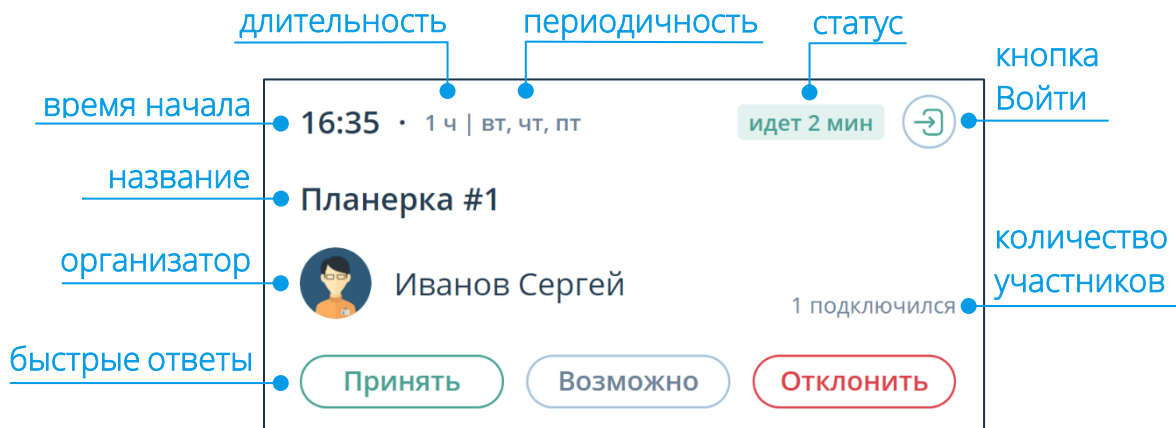 длительность
периодичность
статус
кнопка
Войти
время начала
16:35 · 1 ч | вт, чт, пт
идет 2 мин
название
Планерка #1
организатор
Иванов Сергей
количество
участников
1 подключился
быстрые ответы
Принять
Возможно
Отклонить